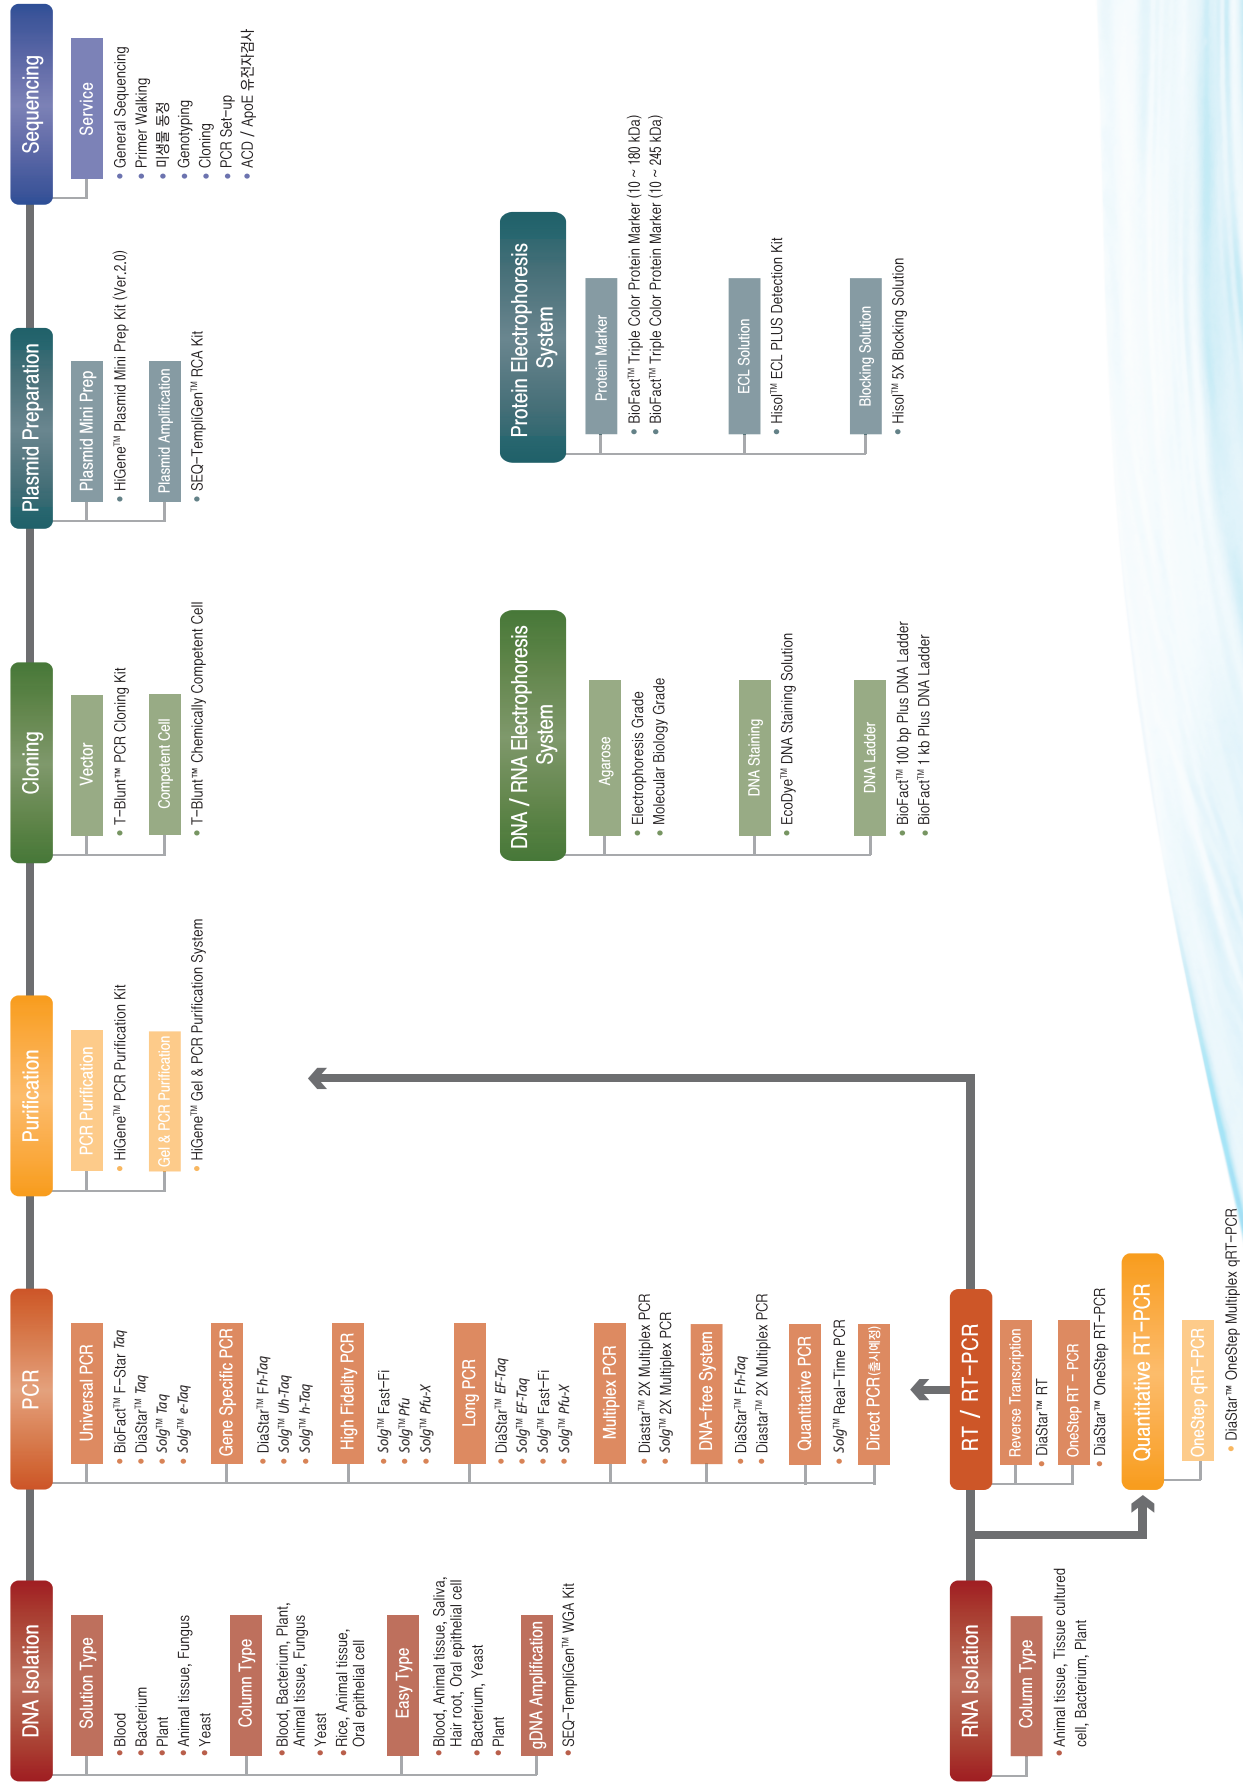 DNA Isolation
Solution Type
• Blood
• Bacterium
• Plant
• Animal tissue, Fungus
• Yeast
Column Type
• Blood, Bacterium, Plant,
Animal tissue, Fungus
• Yeast
• Rice, Animal tissue,
Oral epithelial cell
Easy Type
• Blood, Animal tissue, Saliva,
Hair root, Oral epithelial cell
• Bacterium, Yeast
• Plant
gDNA Amplification
• SEQ-TempliGen™ WGA Kit
PCR
Universal PCR
• BioFact™ F-Star Taq
• DiaStar™ Taq
• Solg™ Taq
• Solg™ e-Taq
Gene Specific PCR
• DiaStar™ Fh-Taq
• Solg™ Uh-Taq
• Solg™ h-Taq
High Fidelity PCR
• Solg™ Fast-Fi
• Solg™ Pfu
• Solg™ Pfu-X
Long PCR
• DiaStar™ EF-Taq
• Solg™ EF-Taq
• Solg™ Fast-Fi
• Solg™ Pfu-X
Multiplex PCR
• Diastar™ 2X Multiplex PCR
• Solg™ 2X Multiplex PCR
DNA-free System
• DiaStar™ Fh-Taq
• Diastar™ 2X Multiplex PCR
Quantitative PCR
• Solg™ Real-Time PCR
Direct PCR(출시예정)
Purification
PCR Purification
• HiGene™ PCR Purification Kit
Gel & PCR Purification
• HiGene™ Gel & PCR Purification System
Cloning
Vector
• T-Blunt™ PCR Cloning Kit
Competent Cell
• T-Blunt™ Chemically Competent Cell
Plasmid Preparation
Plasmid Mini Prep
• HiGene™ Plasmid Mini Prep Kit (Ver.2.0)
Plasmid Amplification
• SEQ-TempliGen™ RCA Kit
Sequencing
Service
• General Sequencing
• Primer Walking
• 미생물 동정
• Genotyping
• Cloning
• PCR Set-up
• ACD / ApoE 유전자검사
DNA / RNA Electrophoresis
System
Agarose
• Electrophoresis Grade
• Molecular Biology Grade
DNA Staining
• EcoDye™ DNA Staining Solution
DNA Ladder
• BioFact™ 100 bp Plus DNA Ladder
• BioFact™ 1 kb Plus DNA Ladder
Protein Electrophoresis
System
Protein Marker
• BioFact™ Triple Color Protein Marker (10 ~ 180 kDa)
• BioFact™ Triple Color Protein Marker (10 ~ 245 kDa)
ECL Solution
• Hisol™ ECL PLUS Detection Kit
Blocking Solution
• Hisol™ 5X Blocking Solution
RNA Isolation
Column Type
• Animal tissue, Tissue cultured
cell, Bacterium, Plant
RT / RT-PCR
Reverse Transcription
• DiaStar™ RT
OneStep RT - PCR
• DiaStar™ OneStep RT-PCR
Quantitative RT-PCR
OneStep qRT-PCR
• DiaStar™ OneStep Multiplex qRT-PCR